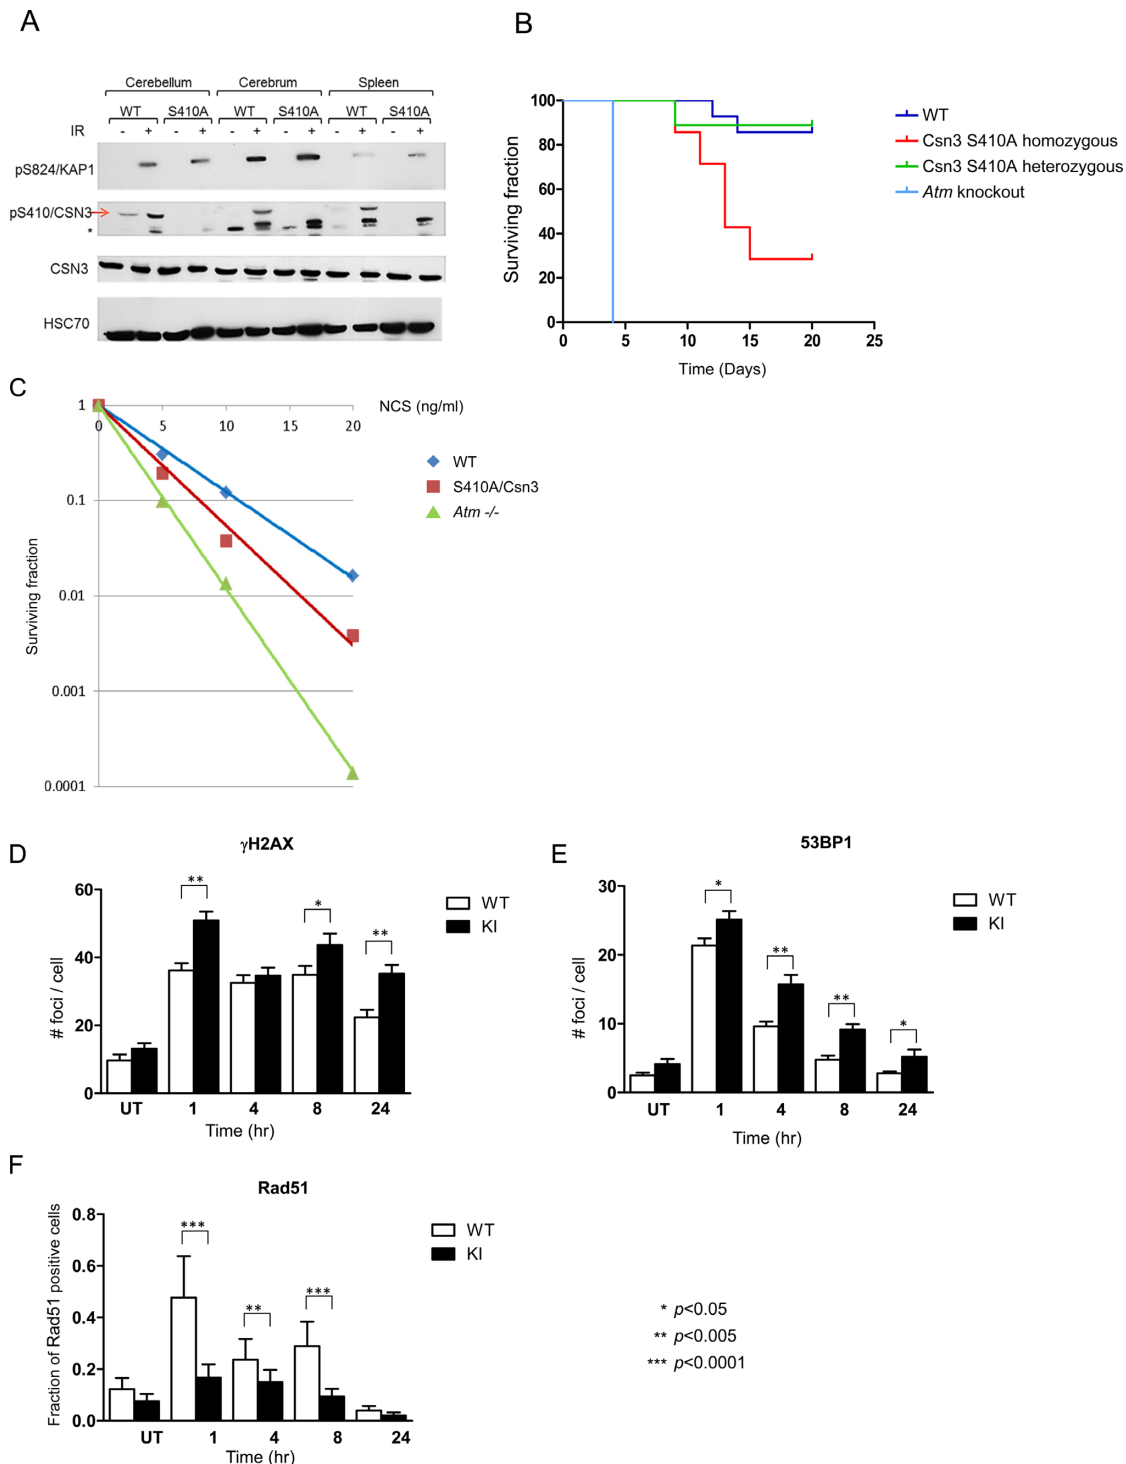 A
Cerebellum Cerebrum Spleen
WT S410A WT S410A WT S410A
IR - + - + - + - + - + - +
pS824/KAP1
pS410/CSN3
*
CSN3
HSC70
B
Surviving fraction
100
80
60
40
20
0
0 5 10 15 20 25
Time (Days)
WT
Csn3 S410A homozygous
Csn3 S410A heterozygous
Atm knockout
C
Surviving fraction
1
0.1
0.01
0.001
0.0001
0 5 10 15 20
NCS (ng/ml)
WT
S410A/Csn3
Atm -/-
D
γH2AX
# foci / cell
60
40
20
0
** * **
UT 1 4 8 24
Time (hr)
WT
KI
E
53BP1
# foci / cell
30
20
10
0
* ** ** *
UT 1 4 8 24
Time (hr)
WT
KI
F
Rad51
Fraction of Rad51 positive cells
0.8
0.6
0.4
0.2
0.0
*** ** ***
UT 1 4 8 24
Time (hr)
WT
KI
* p<0.05
** p<0.005
*** p<0.0001